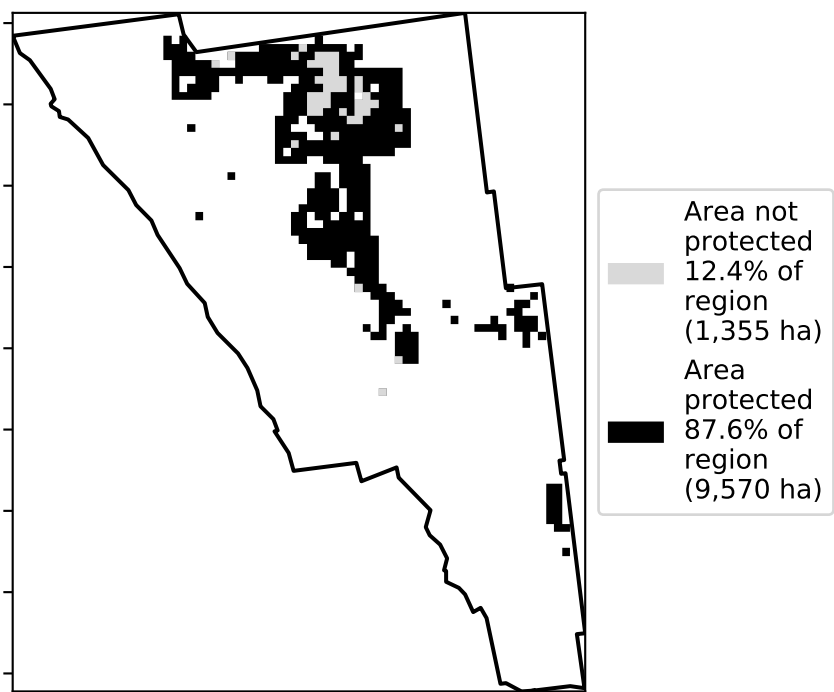 Area not
protected
12.4% of
region
(1,355 ha)
Area
protected
87.6% of
region
(9,570 ha)